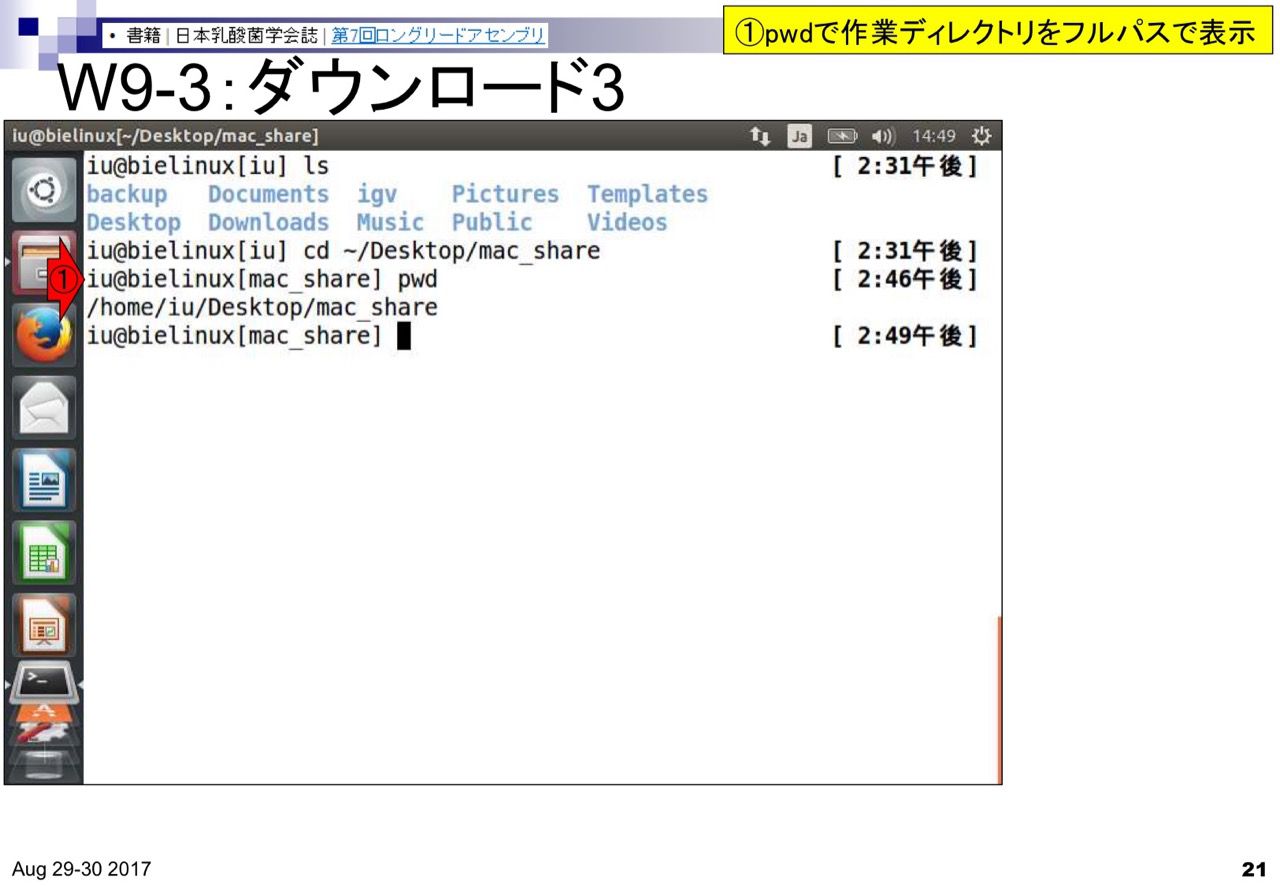 • 書籍 | 日本乳酸菌学会誌 | 第7回ロングリードアセンブリ
①pwdで作業ディレクトリをフルパスで表示
W9-3：ダウンロード3
iu@bielinux[~/Desktop/mac_share] Ja 14:49
iu@bielinux[iu] ls [ 2:31午後]
backup Documents igv Pictures Templates
Desktop Downloads Music Public Videos
iu@bielinux[iu] cd ~/Desktop/mac_share [ 2:31午後]
①
iu@bielinux[mac_share] pwd [ 2:46午後]
/home/iu/Desktop/mac_share
iu@bielinux[mac_share] [ 2:49午後]
Aug 29-30 2017
21